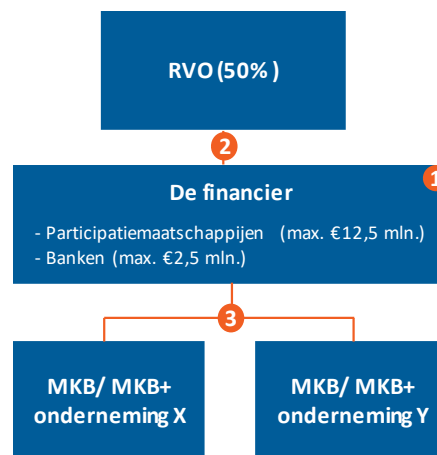 RVO (50% )
2
1
De financier
- Participatiemaatschappijen (max. €12,5 mln.)
- Banken (max. €2,5 mln.)
3
MKB/ MKB+
onderneming X
MKB/ MKB+
onderneming Y